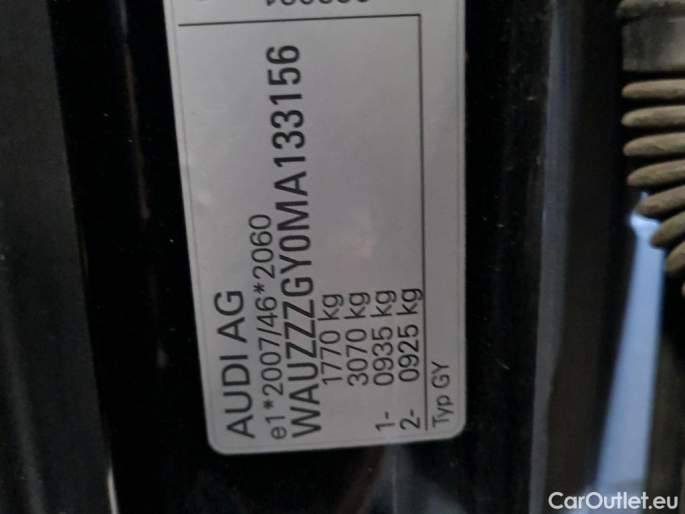 AUDI AG
e1*2007/46*2060
WAUZZZGY0MA133156
1770 kg
3070 kg
1- 0935 kg
2- 0925 kg
Typ GY
CarOutlet.eu